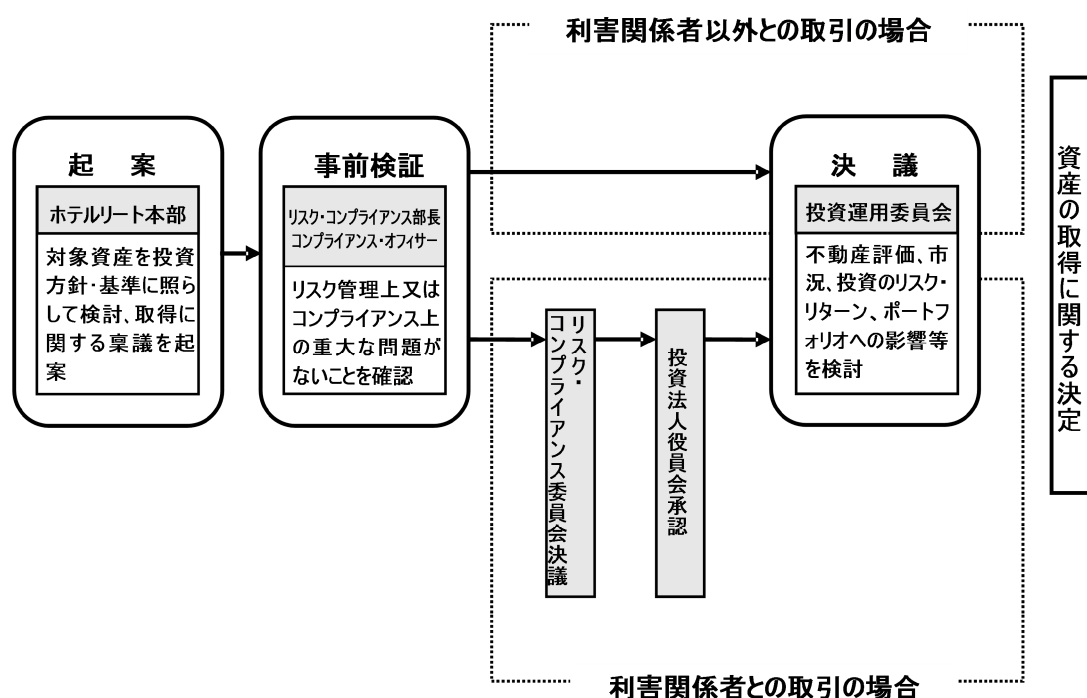 利害関係者以外との取引の場合
起 案
ホテルリート本部
対象資産を投資
方針・基準に照ら
して検討、取得に
関する稟議を起
案
事前検証
リスク・コンプライアンス部長
コンプライアンス・オフィサー
リスク管理上又は
コンプライアンス上
の重大な問題が
ないことを確認
リスク・
コンプライアンス委員会決議
投資法人役員会承認
決 議
投資運用委員会
不動産評価、市
況、投資のリスク・
リターン、ポートフ
ォリオへの影響等
を検討
資産の取得に関する決定
利害関係者との取引の場合